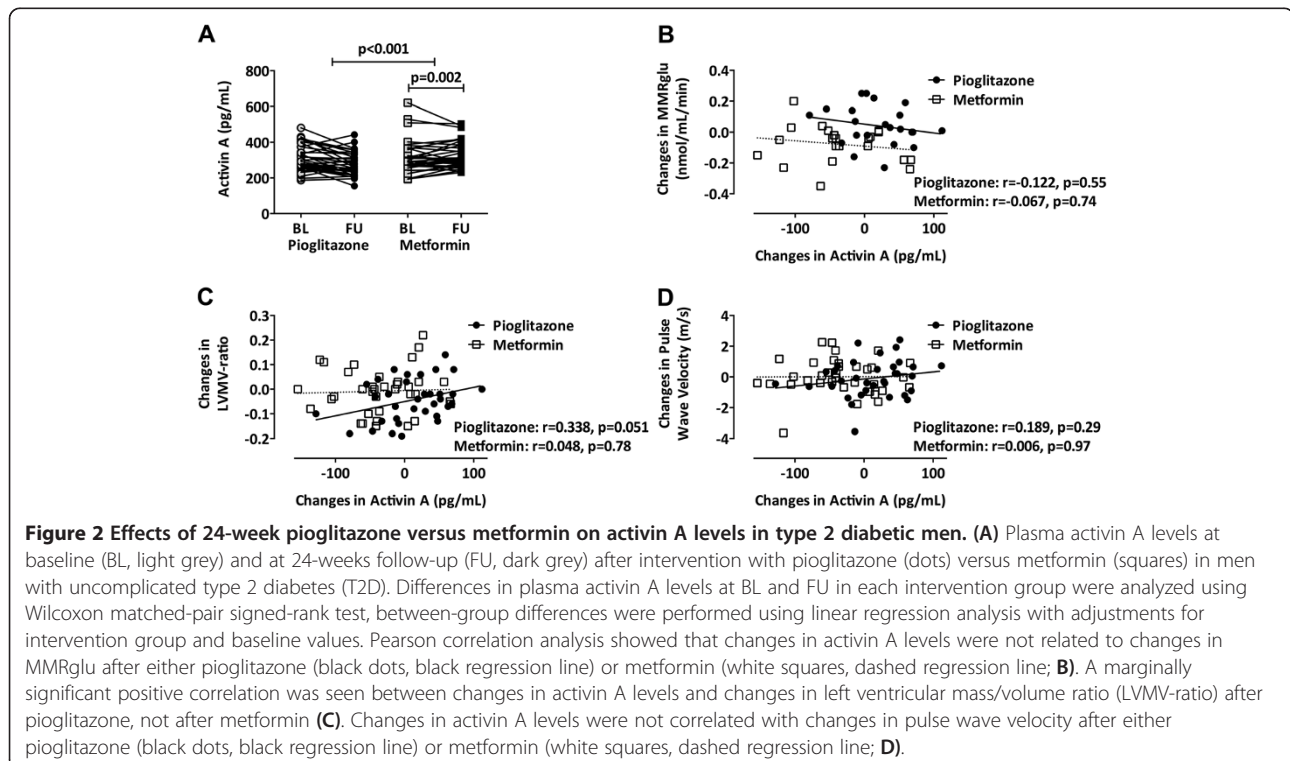 A
p<0.001
p=0.002
800
600
400
200
0
Activin A (pg/mL)
BL FU BL FU
Pioglitazone Metformin
B
Pioglitazone
Metformin
0.4
0.2
0.0
-0.2
-0.4
Changes in MMRglu
(nmol/mL/min)
Pioglitazone: r=-0.122, p=0.55
Metformin: r=-0.067, p=0.74
-100 0 100
Changes in Activin A (pg/mL)
C
Pioglitazone
Metformin
0.3
0.2
0.1
0.0
-0.1
-0.2
Changes in
LVMV-ratio
Pioglitazone: r=0.338, p=0.051
Metformin: r=0.048, p=0.78
-100 0 100
Changes in Activin A (pg/mL)
D
Pioglitazone
Metformin
4
2
0
-2
-4
Changes in Pulse
Wave Velocity (m/s)
Pioglitazone: r=0.189, p=0.29
Metformin: r=0.006, p=0.97
-100 0 100
Changes in Activin A (pg/mL)
Figure 2 Effects of 24-week pioglitazone versus metformin on activin A levels in type 2 diabetic men. (A) Plasma activin A levels at
baseline (BL, light grey) and at 24-weeks follow-up (FU, dark grey) after intervention with pioglitazone (dots) versus metformin (squares) in men
with uncomplicated type 2 diabetes (T2D). Differences in plasma activin A levels at BL and FU in each intervention group were analyzed using
Wilcoxon matched-pair signed-rank test, between-group differences were performed using linear regression analysis with adjustments for
intervention group and baseline values. Pearson correlation analysis showed that changes in activin A levels were not related to changes in
MMRglu after either pioglitazone (black dots, black regression line) or metformin (white squares, dashed regression line; B). A marginally
significant positive correlation was seen between changes in activin A levels and changes in left ventricular mass/volume ratio (LVMV-ratio) after
pioglitazone, not after metformin (C). Changes in activin A levels were not correlated with changes in pulse wave velocity after either
pioglitazone (black dots, black regression line) or metformin (white squares, dashed regression line; D).